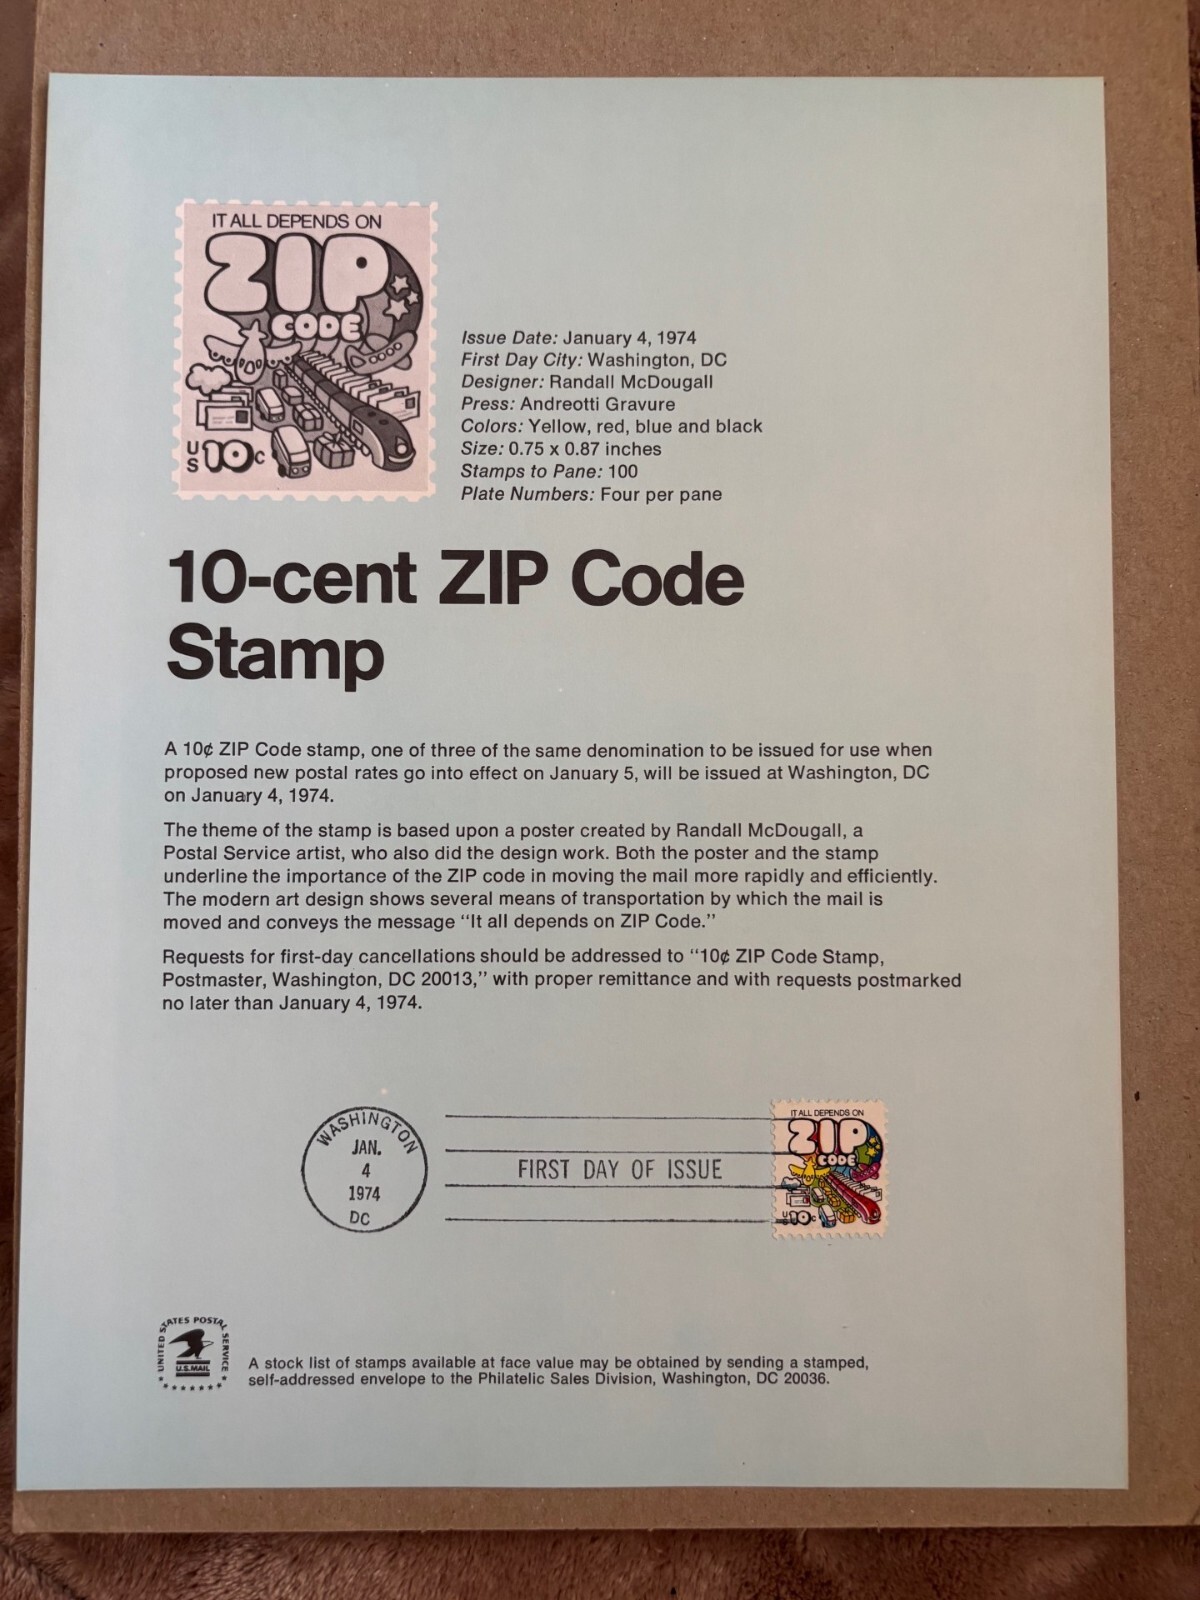 IT ALL DEPENDS ON
ZIP
CODE
US
10c
Issue Date: January 4, 1974
First Day City: Washington, DC
Designer: Randall McDougall
Press: Andreotti Gravure
Colors: Yellow, red, blue and black
Size: 0.75 x 0.87 inches
Stamps to Pane: 100
Plate Numbers: Four per pane
10-cent ZIP Code
Stamp
A 10¢ ZIP Code stamp, one of three of the same denomination to be issued for use when
proposed new postal rates go into effect on January 5, will be issued at Washington, DC
on January 4, 1974.
The theme of the stamp is based upon a poster created by Randall McDougall, a
Postal Service artist, who also did the design work. Both the poster and the stamp
underline the importance of the ZIP code in moving the mail more rapidly and efficiently.
The modern art design shows several means of transportation by which the mail is
moved and conveys the message “It all depends on ZIP Code.”
Requests for first-day cancellations should be addressed to “10¢ ZIP Code Stamp,
Postmaster, Washington, DC 20013,” with proper remittance and with requests postmarked
no later than January 4, 1974.
WASHINGTON
JAN.
4
1974
DC
FIRST DAY OF ISSUE
IT ALL DEPENDS ON
ZIP
CODE
US
10c
UNITED STATES POSTAL SERVICE
U.S.MAIL
A stock list of stamps available at face value may be obtained by sending a stamped,
self-addressed envelope to the Philatelic Sales Division, Washington, DC 20036.